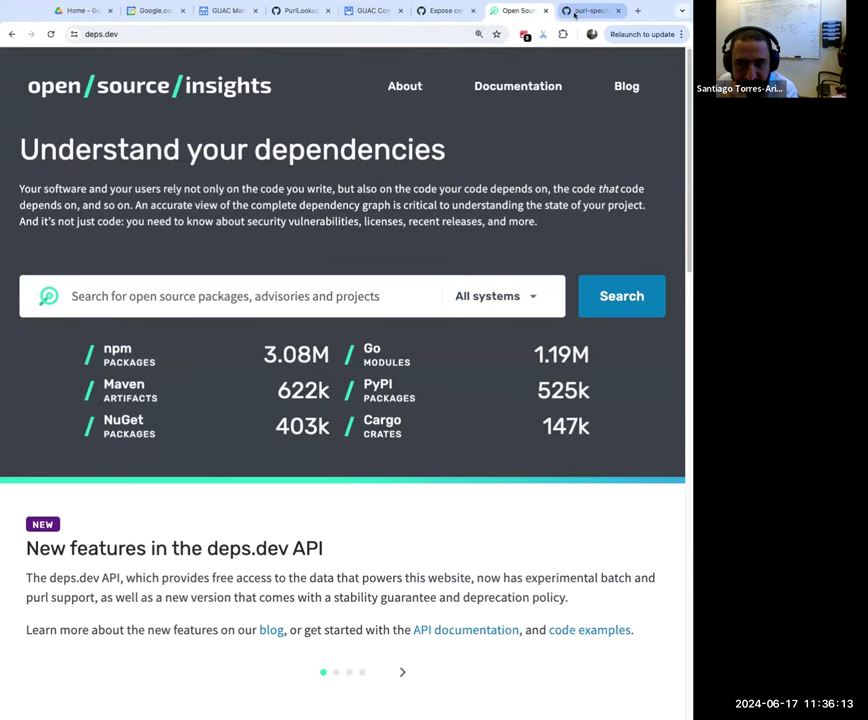 Home - G
Google.co
GUAC Mai
PurlLooku
GUAC Con
Expose ce
Open Sour
purl-spec/
deps.dev
8
Relaunch to update
open/source/insights
About
Documentation
Blog
Santiago Torres-Ari...
Understand your dependencies
Your software and your users rely not only on the code you write, but also on the code your code depends on, the code that code
depends on, and so on. An accurate view of the complete dependency graph is critical to understanding the state of your project.
And it's not just code: you need to know about security vulnerabilities, licenses, recent releases, and more.
Search for open source packages, advisories and projects
All systems
Search
/ npm PACKAGES 3.08M
/ Go MODULES 1.19M
/ Maven ARTIFACTS 622k
/ PyPI PACKAGES 525k
/ NuGet PACKAGES 403k
/ Cargo CRATES 147k
NEW
New features in the deps.dev API
The deps.dev API, which provides free access to the data that powers this website, now has experimental batch and
purl support, as well as a new version that comes with a stability guarantee and deprecation policy.
Learn more about the new features on our blog, or get started with the API documentation, and code examples.
2024-06-17 11:36:13